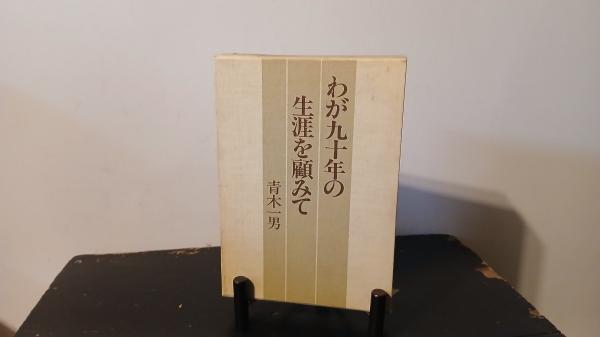 わが九十年の
生涯を顧みて
青木一男